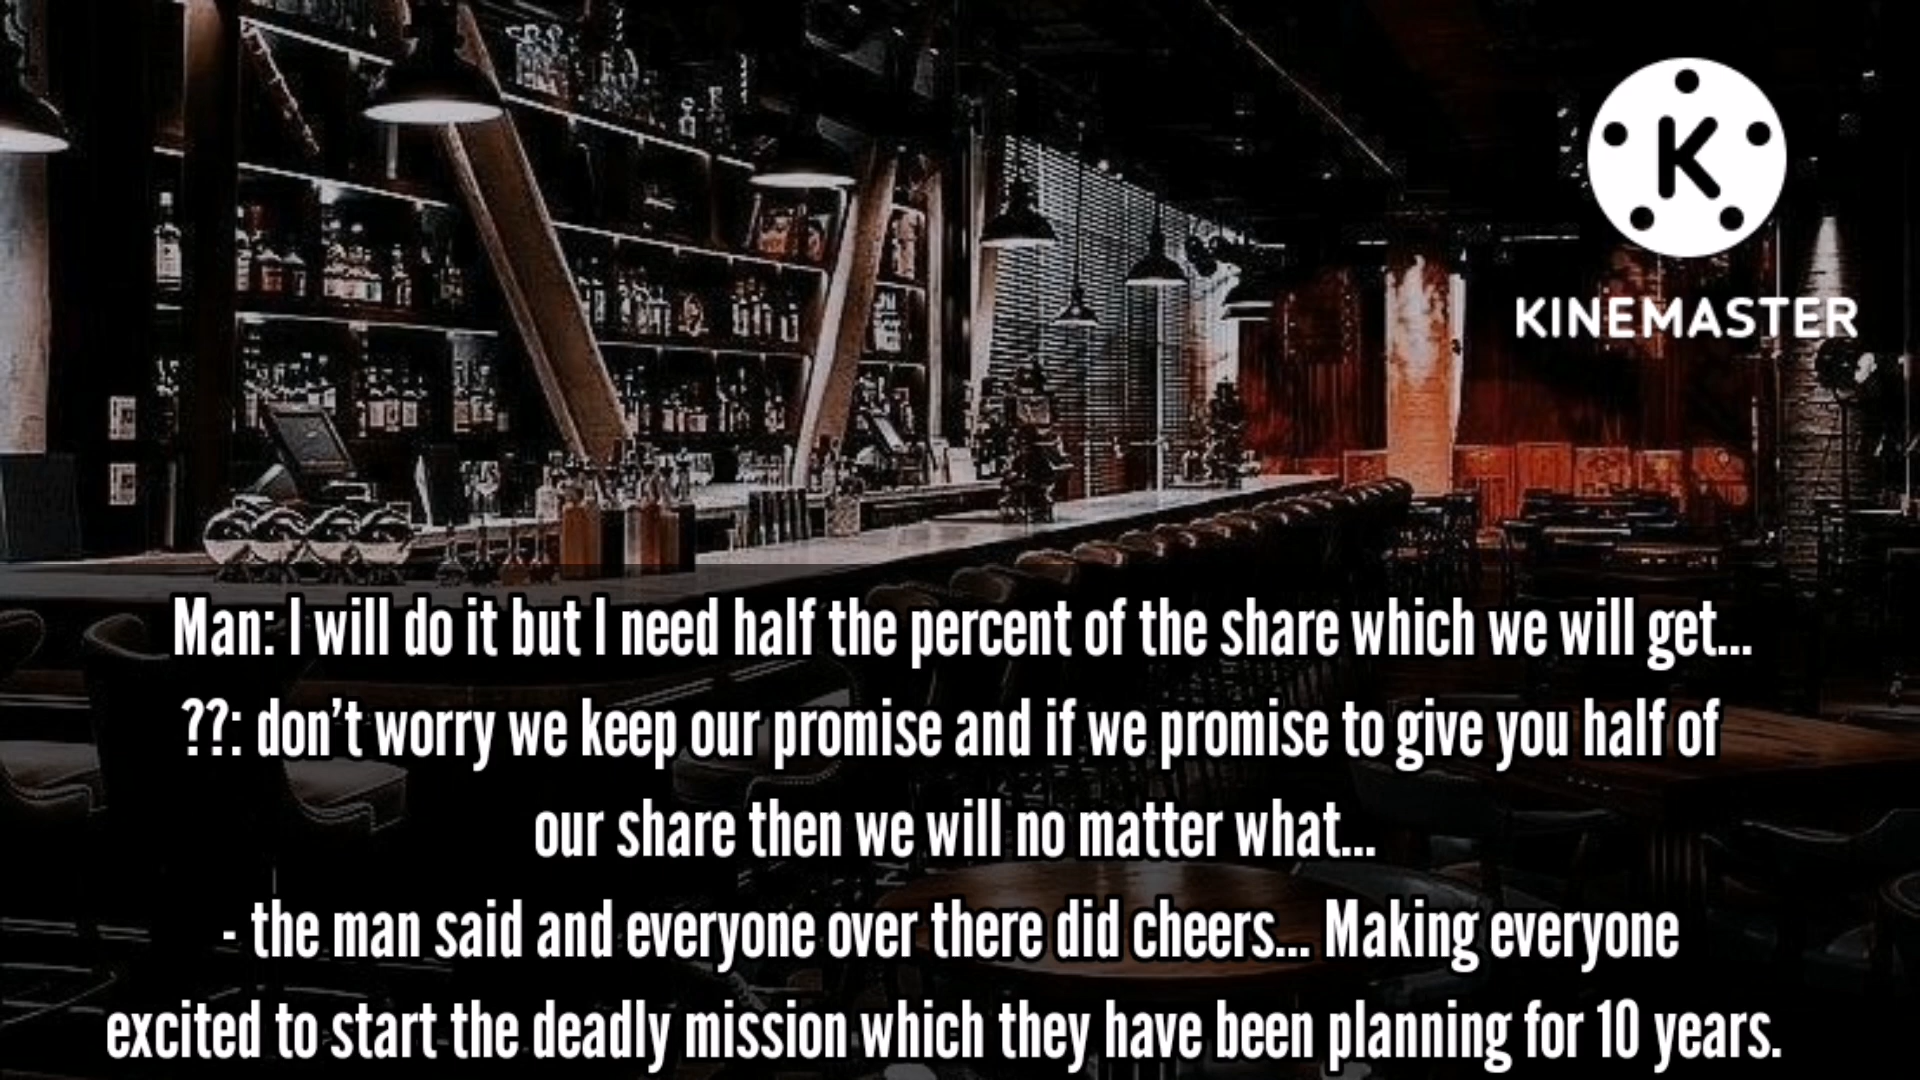 K
KINEMASTER
Man: I will do it but I need half the percent of the share which we will get...
??: don't worry we keep our promise and if we promise to give you half of
our share then we will no matter what...
- the man said and everyone over there did cheers... Making everyone
excited to start the deadly mission which they have been planning for 10 years.